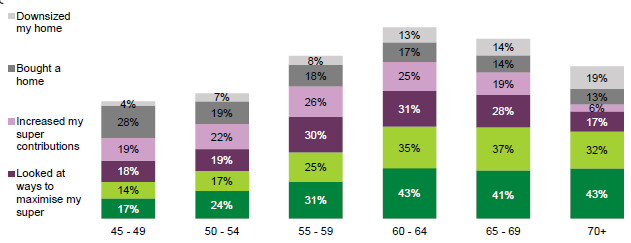 Downsized
my home
Bought a
home
Increased my
super
contributions
Looked at
ways to
maximise my
super
4% 7% 8% 13% 14% 19%
28% 19% 18% 17% 14% 13%
19% 22% 26% 25% 19% 6%
18% 19% 30% 31% 28% 17%
14% 17% 25% 35% 37% 32%
17% 24% 31% 43% 41% 43%
45 - 49 50 - 54 55 - 59 60 - 64 65 - 69 70+